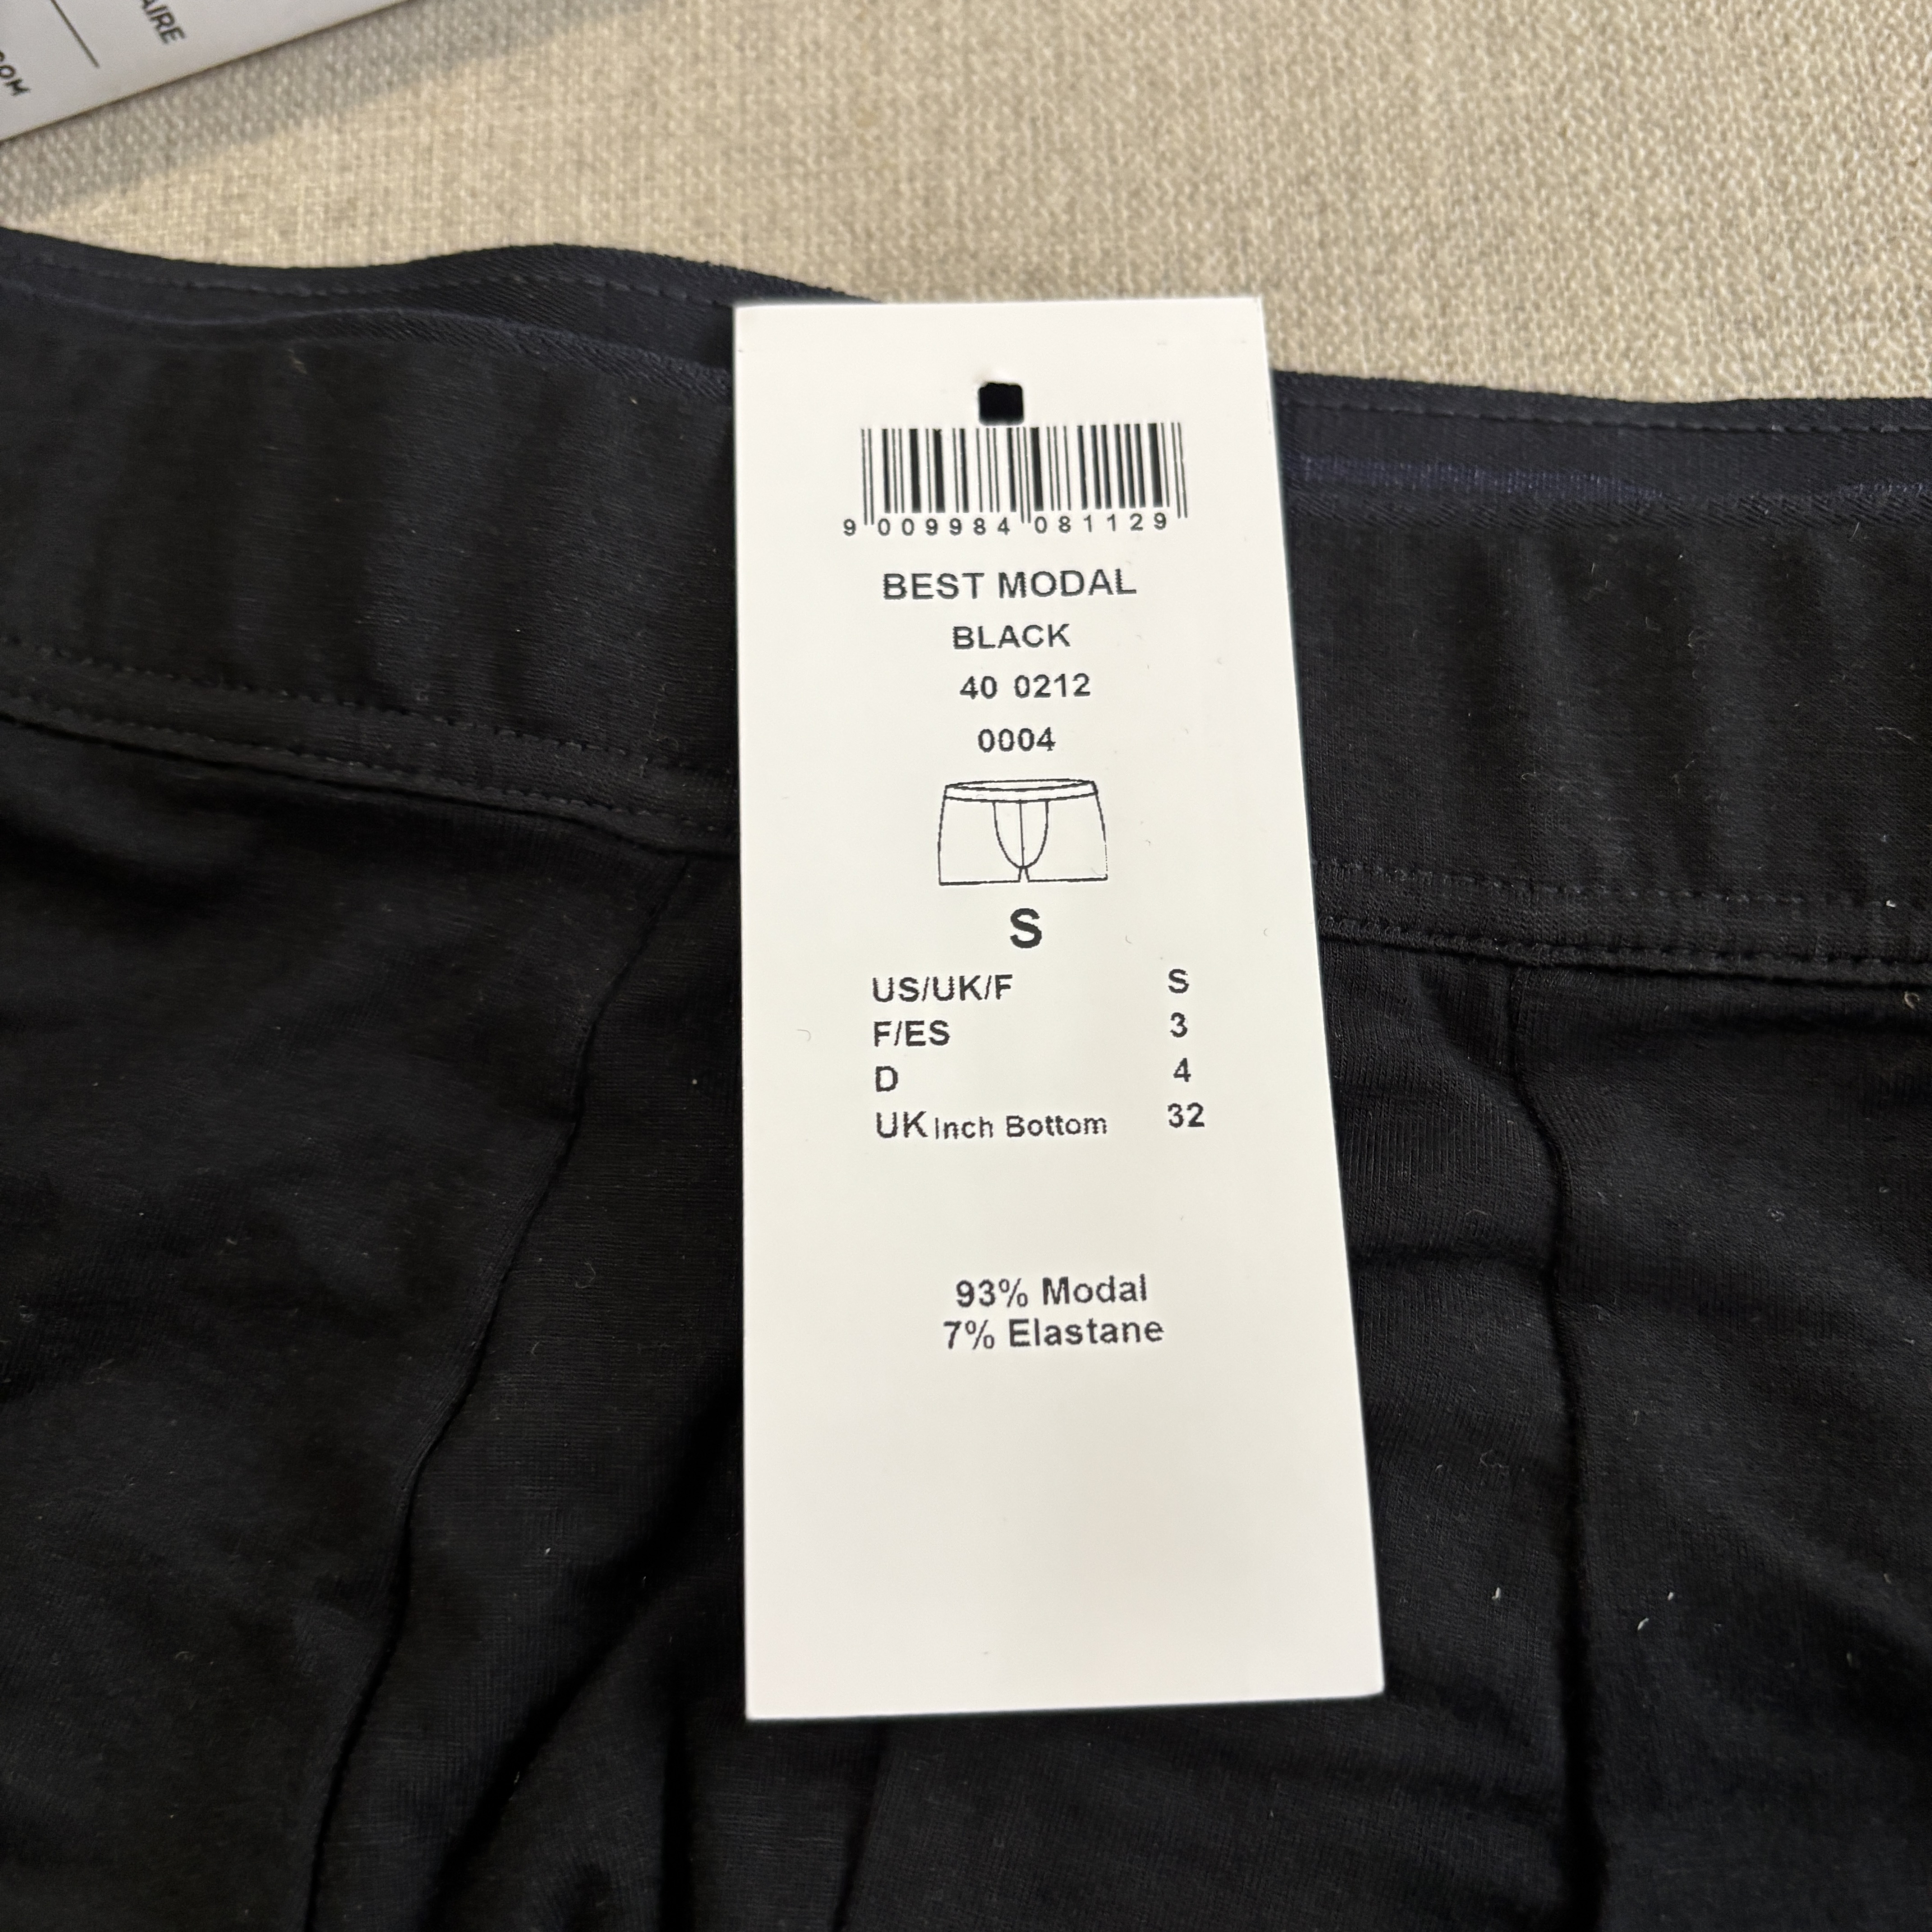 AIRE
9 009984 081129
BEST MODAL
BLACK
40 0212
0004
S
US/UK/F S
F/ES 3
D 4
UK Inch Bottom 32
93% Modal
7% Elastane